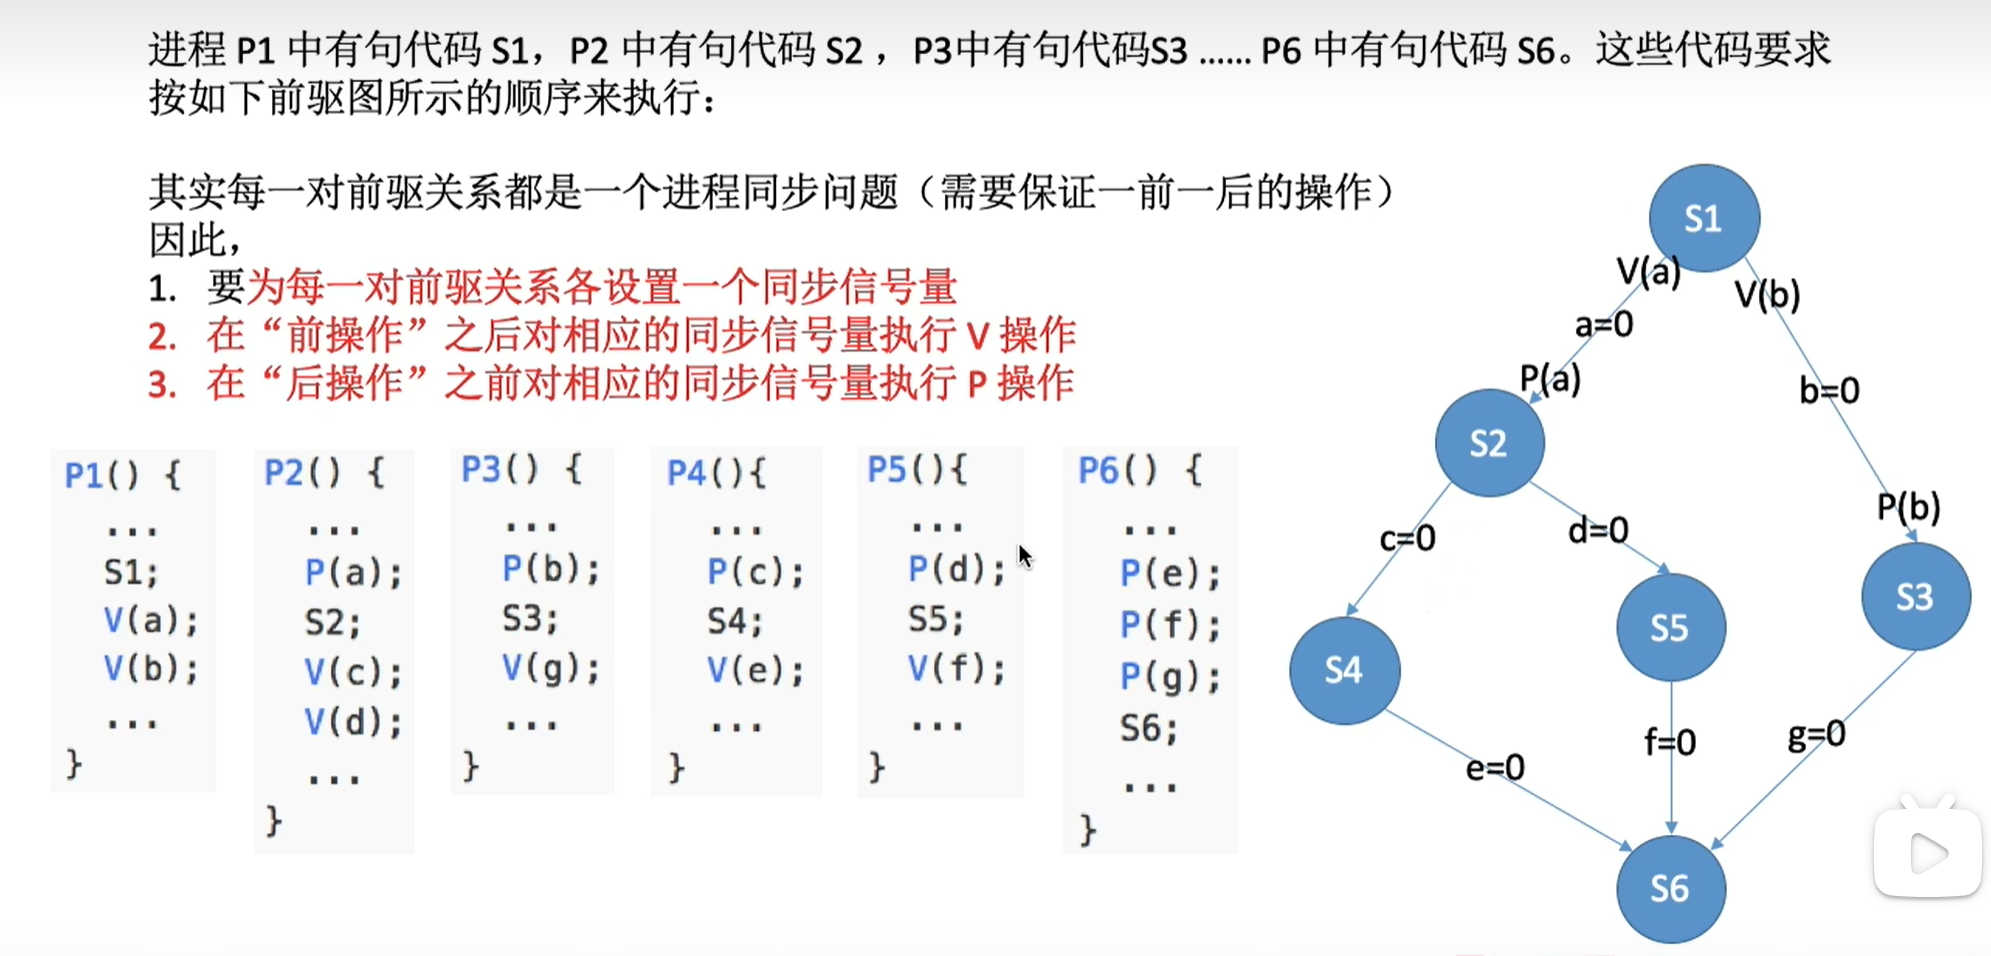 进程 P1 中有句代码 S1，P2 中有句代码 S2 ，P3中有句代码S3 ...... P6 中有句代码 S6。这些代码要求
按如下前驱图所示的顺序来执行：
其实每一对前驱关系都是一个进程同步问题（需要保证一前一后的操作）
因此，
1. 要为每一对前驱关系各设置一个同步信号量
2. 在“前操作”之后对相应的同步信号量执行 V 操作
3. 在“后操作”之前对相应的同步信号量执行 P 操作
P1() {
...
S1;
V(a);
V(b);
...
}
P2() {
...
P(a);
S2;
V(c);
V(d);
...
}
P3() {
...
P(b);
S3;
V(g);
...
}
P4(){
...
P(c);
S4;
V(e);
...
}
P5(){
...
P(d);
S5;
V(f);
...
}
P6() {
...
P(e);
P(f);
P(g);
S6;
...
}
S1
V(a)
V(b)
a=0
P(a)
b=0
S2
P(b)
c=0
d=0
S3
S5
S4
f=0
g=0
e=0
S6